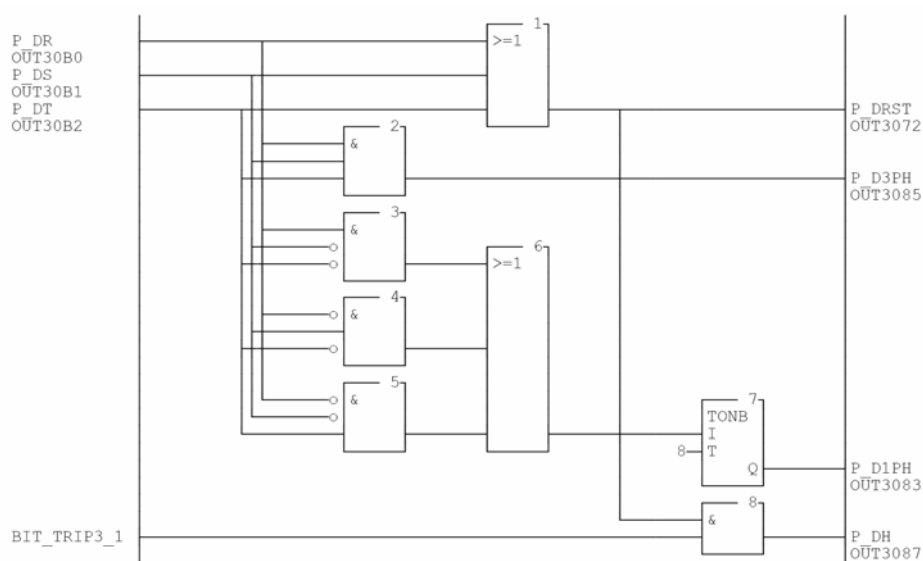 1
P_DR
>=1
OUT30B0
P_DS
OUT30B1
P_DT
P_DRST
OUT30B2
OUT3072
2
&
P_D3PH
OUT3085
3
&
6
>=1
4
&
5
&
7
TONB
I
8
T
Q
P_D1PH
OUT3083
8
&
BIT_TRIP3_1
P_DH
OUT3087